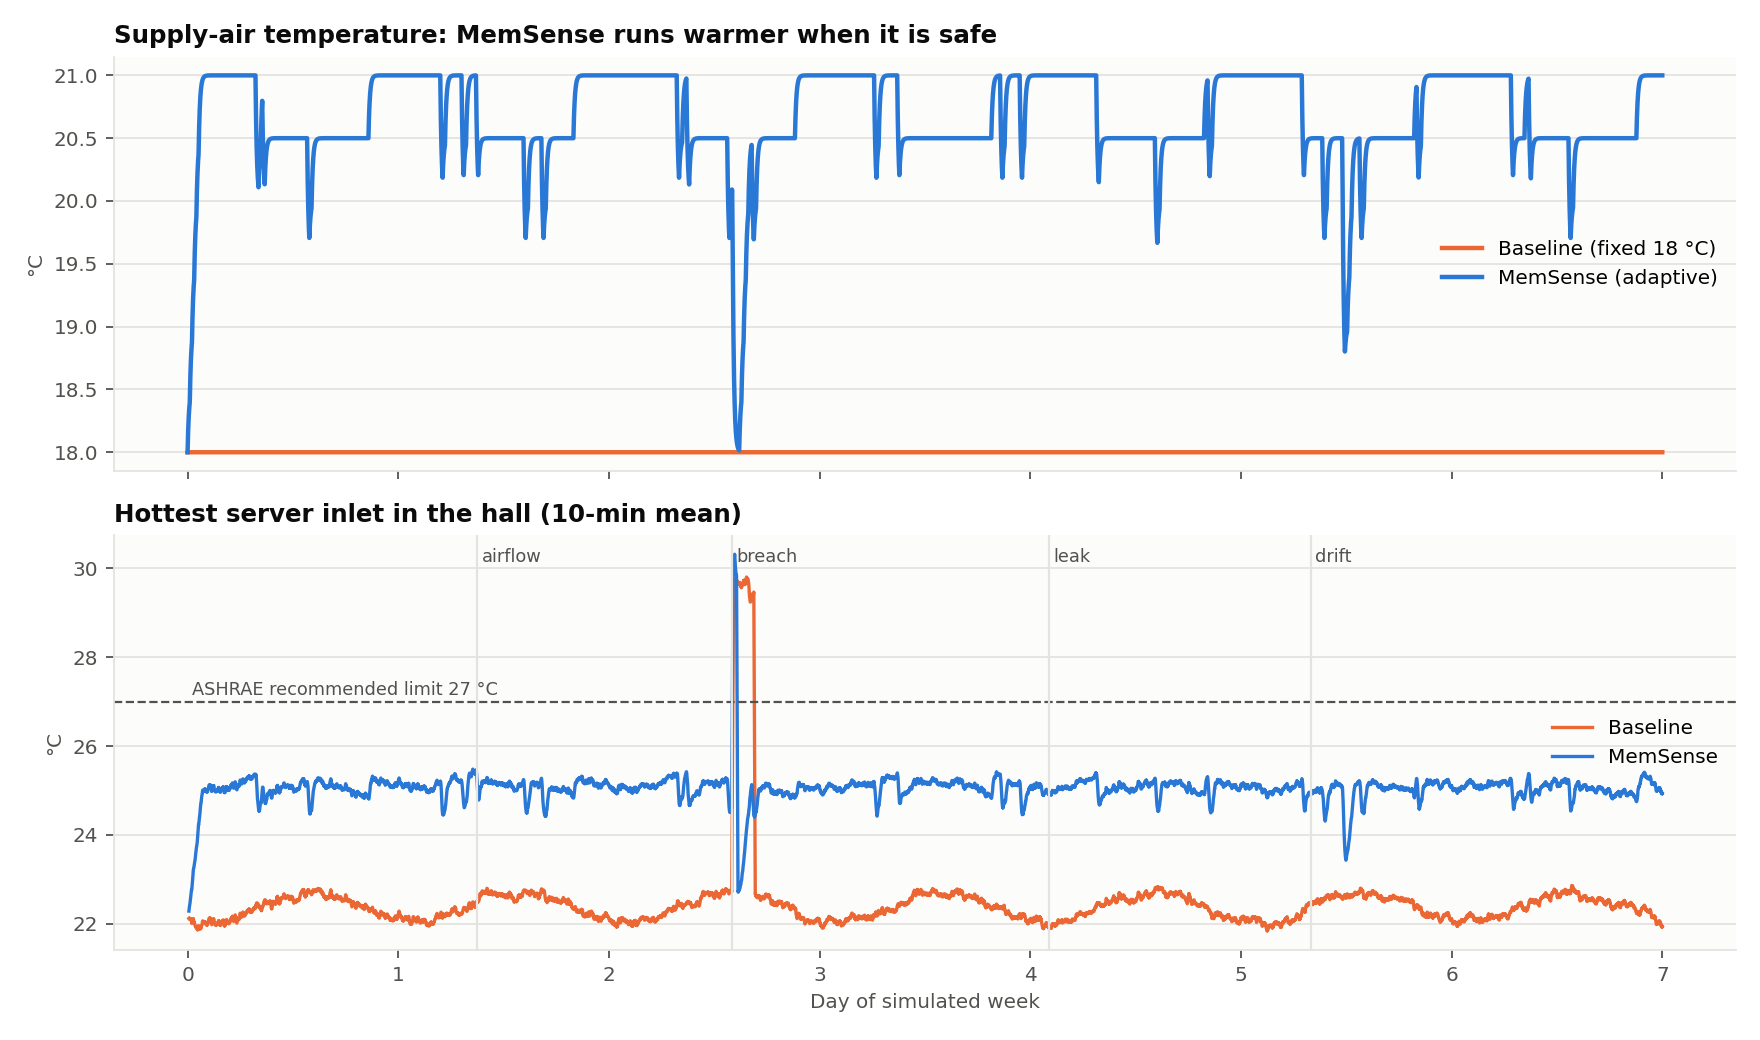 Supply-air temperature: MemSense runs warmer when it is safe
21.0
20.5
20.0
19.5
19.0
18.5
18.0
°C
Baseline (fixed 18 °C)
MemSense (adaptive)
Hottest server inlet in the hall (10-min mean)
airflow
breach
leak
drift
30
28
26
24
22
°C
ASHRAE recommended limit 27 °C
Baseline
MemSense
0 1 2 3 4 5 6 7
Day of simulated week